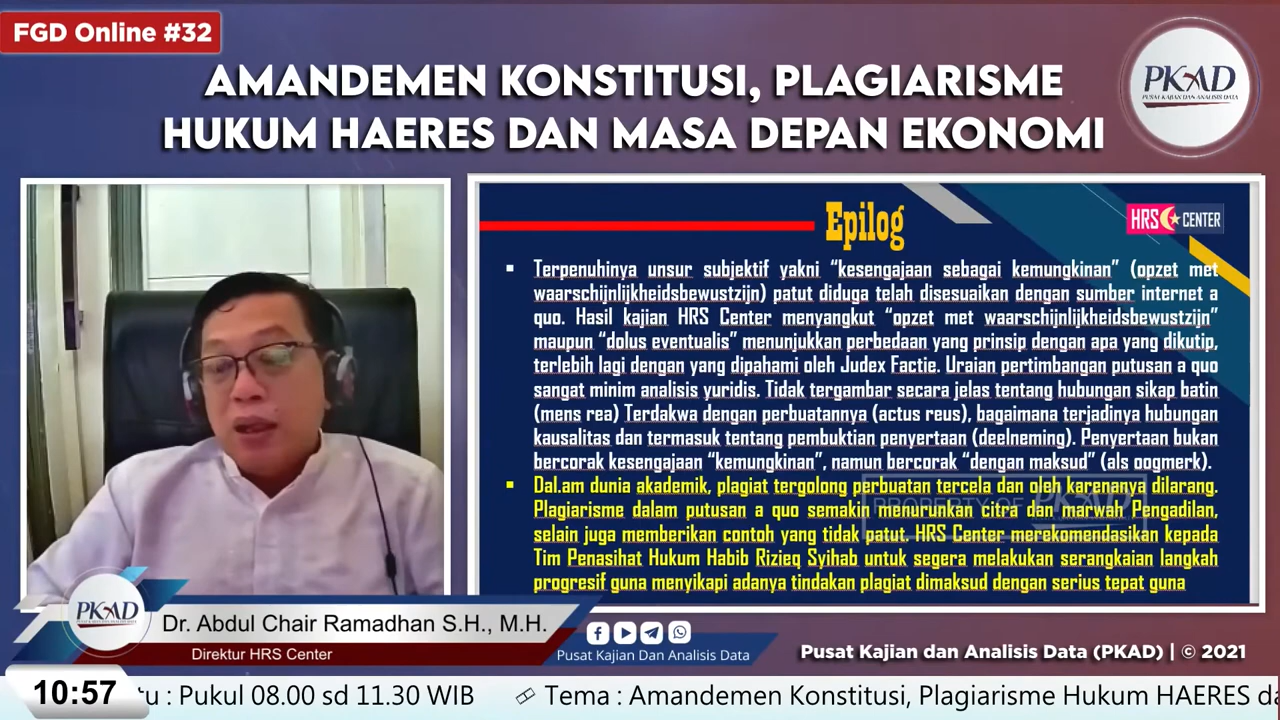 FGD Online #32
AMANDEMEN KONSTITUSI, PLAGIARISME
HUKUM HAERES DAN MASA DEPAN EKONOMI
PKAD
PUSAT KAJIAN DAN ANALISIS DATA
Epilog
HRS CENTER
Terpenuhinya unsur subjektif yakni “kesengajaan sebagai kemungkinan” (opzet met
waarschijnlijkheidsbewustzijn) patut diduga telah disesuaikan dengan sumber internet a
quo. Hasil kajian HRS Center menyangkut “opzet met waarschijnlijkheidsbewustzijn”
maupun “dolus eventualis” menunjukkan perbedaan yang prinsip dengan apa yang dikutip,
terlebih lagi dengan yang dipahami oleh Judex Factie. Uraian pertimbangan putusan a quo
sangat minim analisis yuridis. Tidak tergambar secara jelas tentang hubungan sikap batin
(mens rea) Terdakwa dengan perbuatannya (actus reus), bagaimana terjadinya hubungan
kausalitas dan termasuk tentang pembuktian penyertaan (deelneming). Penyertaan bukan
bercorak kesengajaan “kemungkinan”, namun bercorak “dengan maksud” (als oogmerk).
Dal.am dunia akademik, plagiat tergolong perbuatan tercela dan oleh karenanya dilarang.
Plagiarisme dalam putusan a quo semakin menurunkan citra dan marwah Pengadilan,
selain juga memberikan contoh yang tidak patut. HRS Center merekomendasikan kepada
Tim Penasihat Hukum Habib Rizieq Syihab untuk segera melakukan serangkaian langkah
progresif guna menyikapi adanya tindakan plagiat dimaksud dengan serius tepat guna
PROPERTY OF PKAD
PKAD
Dr. Abdul Chair Ramadhan S.H., M.H.
Direktur HRS Center
Pusat Kajian Dan Analisis Data
Pusat Kajian dan Analisis Data (PKAD) | © 2021
10:57
tu : Pukul 08.00 sd 11.30 WIB
Tema : Amandemen Konstitusi, Plagiarisme Hukum HAERES da